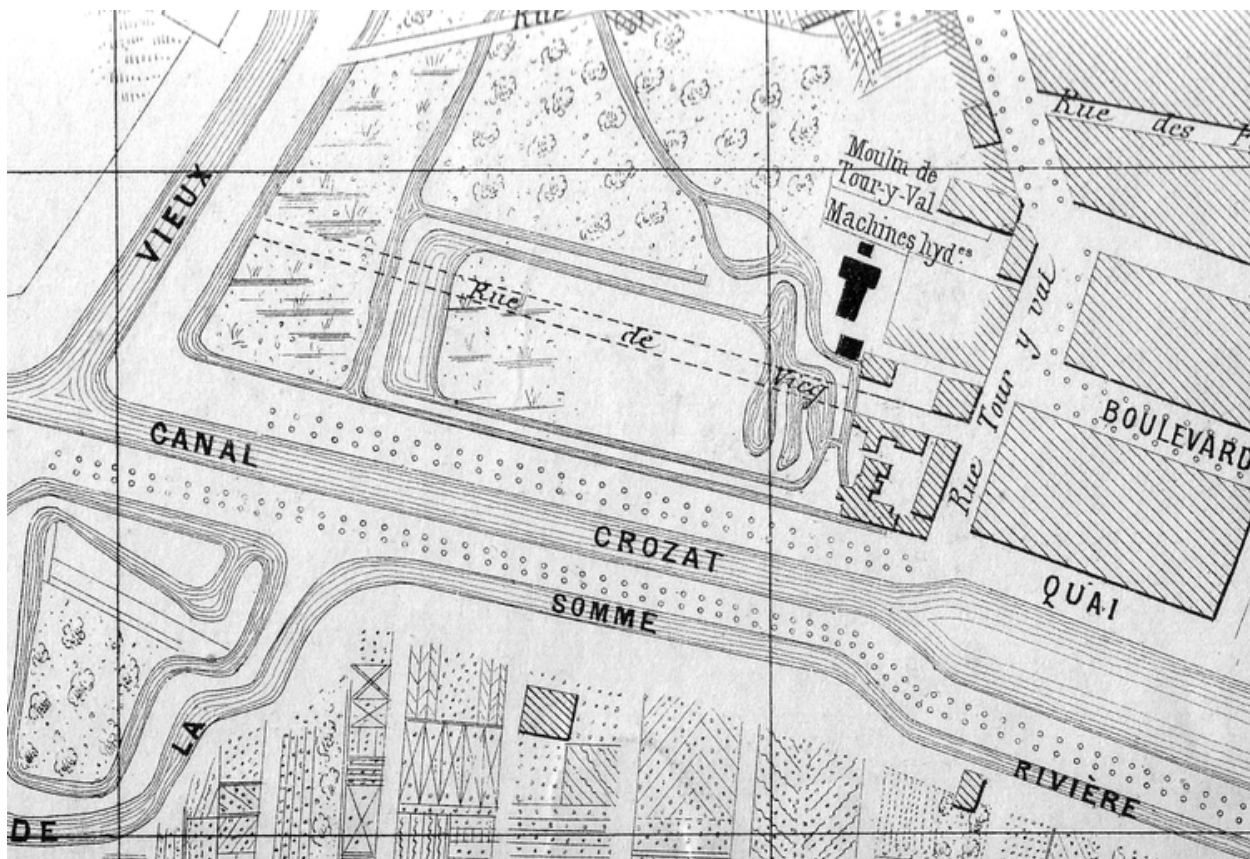 Rue
Rue des
VIEUX
Moulin de
Tour-y-Val
Machines hyd.es
Rue de Vicq
Rue Tour y val
BOULEVARD
CANAL CROZAT
QUAI
SOMME
LA
DE
RIVIÈRE